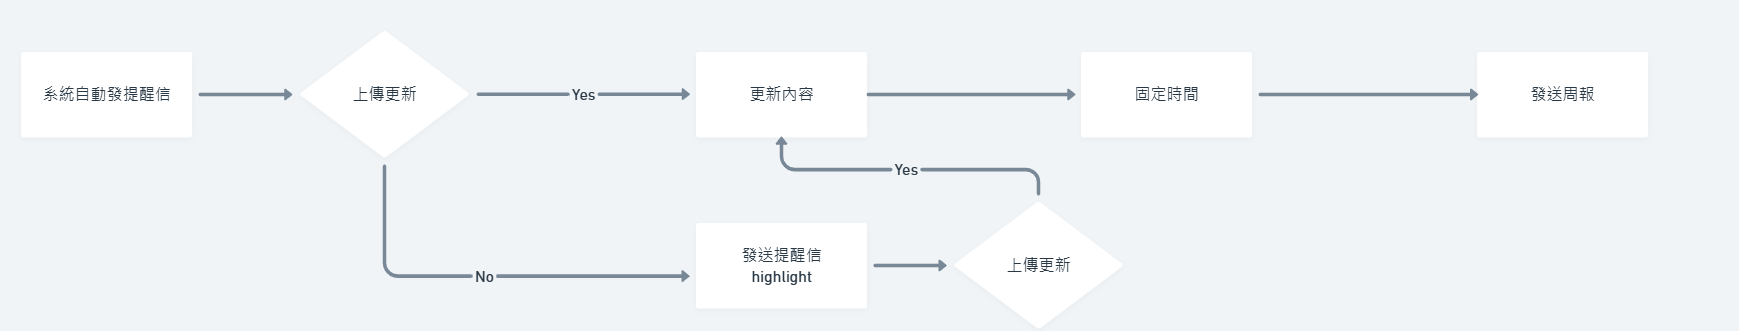 系統自動發提醒信
上傳更新
Yes
更新內容
固定時間
發送周報
Yes
No
發送提醒信
highlight
上傳更新